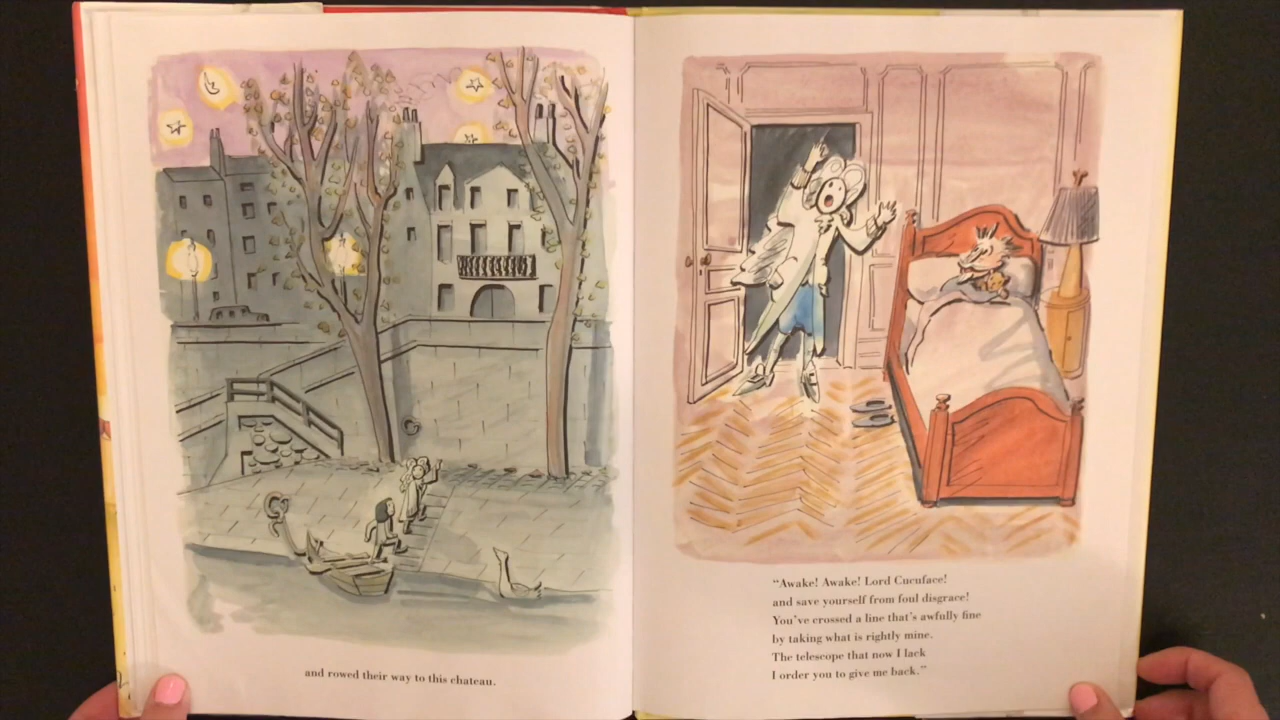 and rowed their way to this chateau.
“Awake! Awake! Lord Cucuface!
and save yourself from foul disgrace!
You’ve crossed a line that’s awfully fine
by taking what is rightly mine.
The telescope that now I lack
I order you to give me back.”